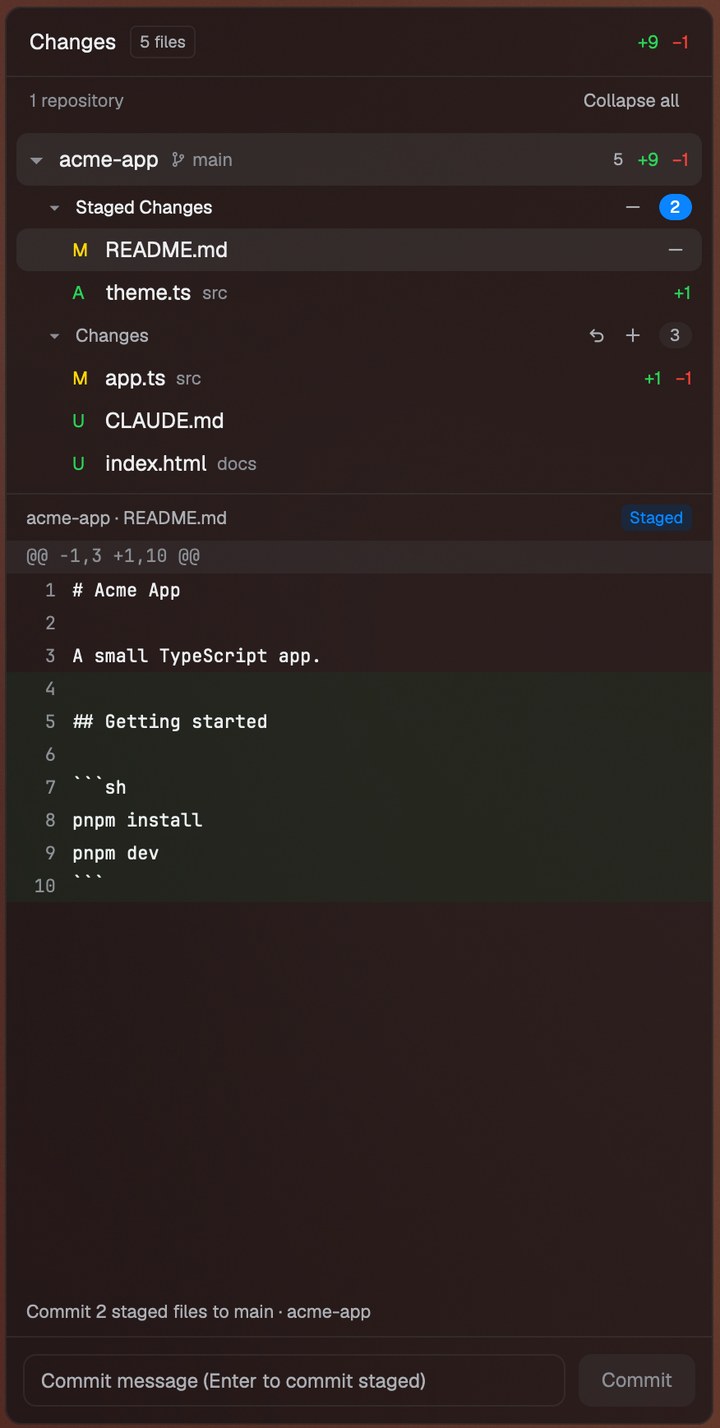 Changes 5 files +9 −1
1 repository Collapse all
acme-app main 5 +9 −1
Staged Changes − 2
M README.md −
A theme.ts src +1
Changes + 3
M app.ts src +1 −1
U CLAUDE.md
U index.html docs
acme-app · README.md Staged
@@ -1,3 +1,10 @@
1 # Acme App
2
3 A small TypeScript app.
4
5 ## Getting started
6
7 ```sh
8 pnpm install
9 pnpm dev
10 ```
Commit 2 staged files to main · acme-app
Commit message (Enter to commit staged) Commit